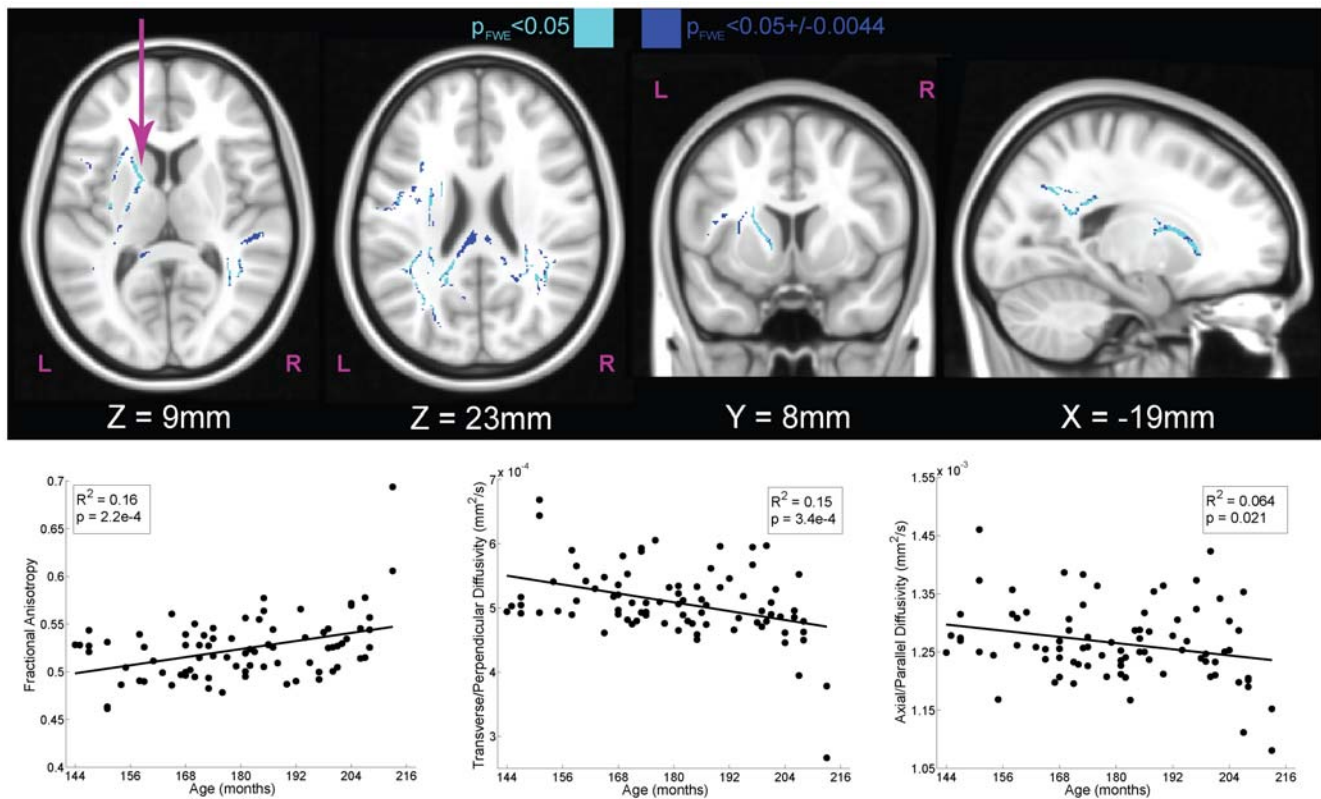 p_FWE<0.05 p_FWE<0.05+/-0.0044
L R
L R L R
Z = 9mm Z = 23mm Y = 8mm X = -19mm
R² = 0.16
p = 2.2e-4
Fractional Anisotropy
0.7
0.65
0.6
0.55
0.5
0.45
0.4
144 156 168 180 192 204 216
Age (months)
x 10⁻⁴
R² = 0.15
p = 3.4e-4
Transverse/Perpendicular Diffusivity (mm²/s)
7
6
5
4
3
144 156 168 180 192 204 216
Age (months)
x 10⁻³
R² = 0.064
p = 0.021
Axial/Parallel Diffusivity (mm²/s)
1.55
1.45
1.35
1.25
1.15
1.05
144 156 168 180 192 204 216
Age (months)